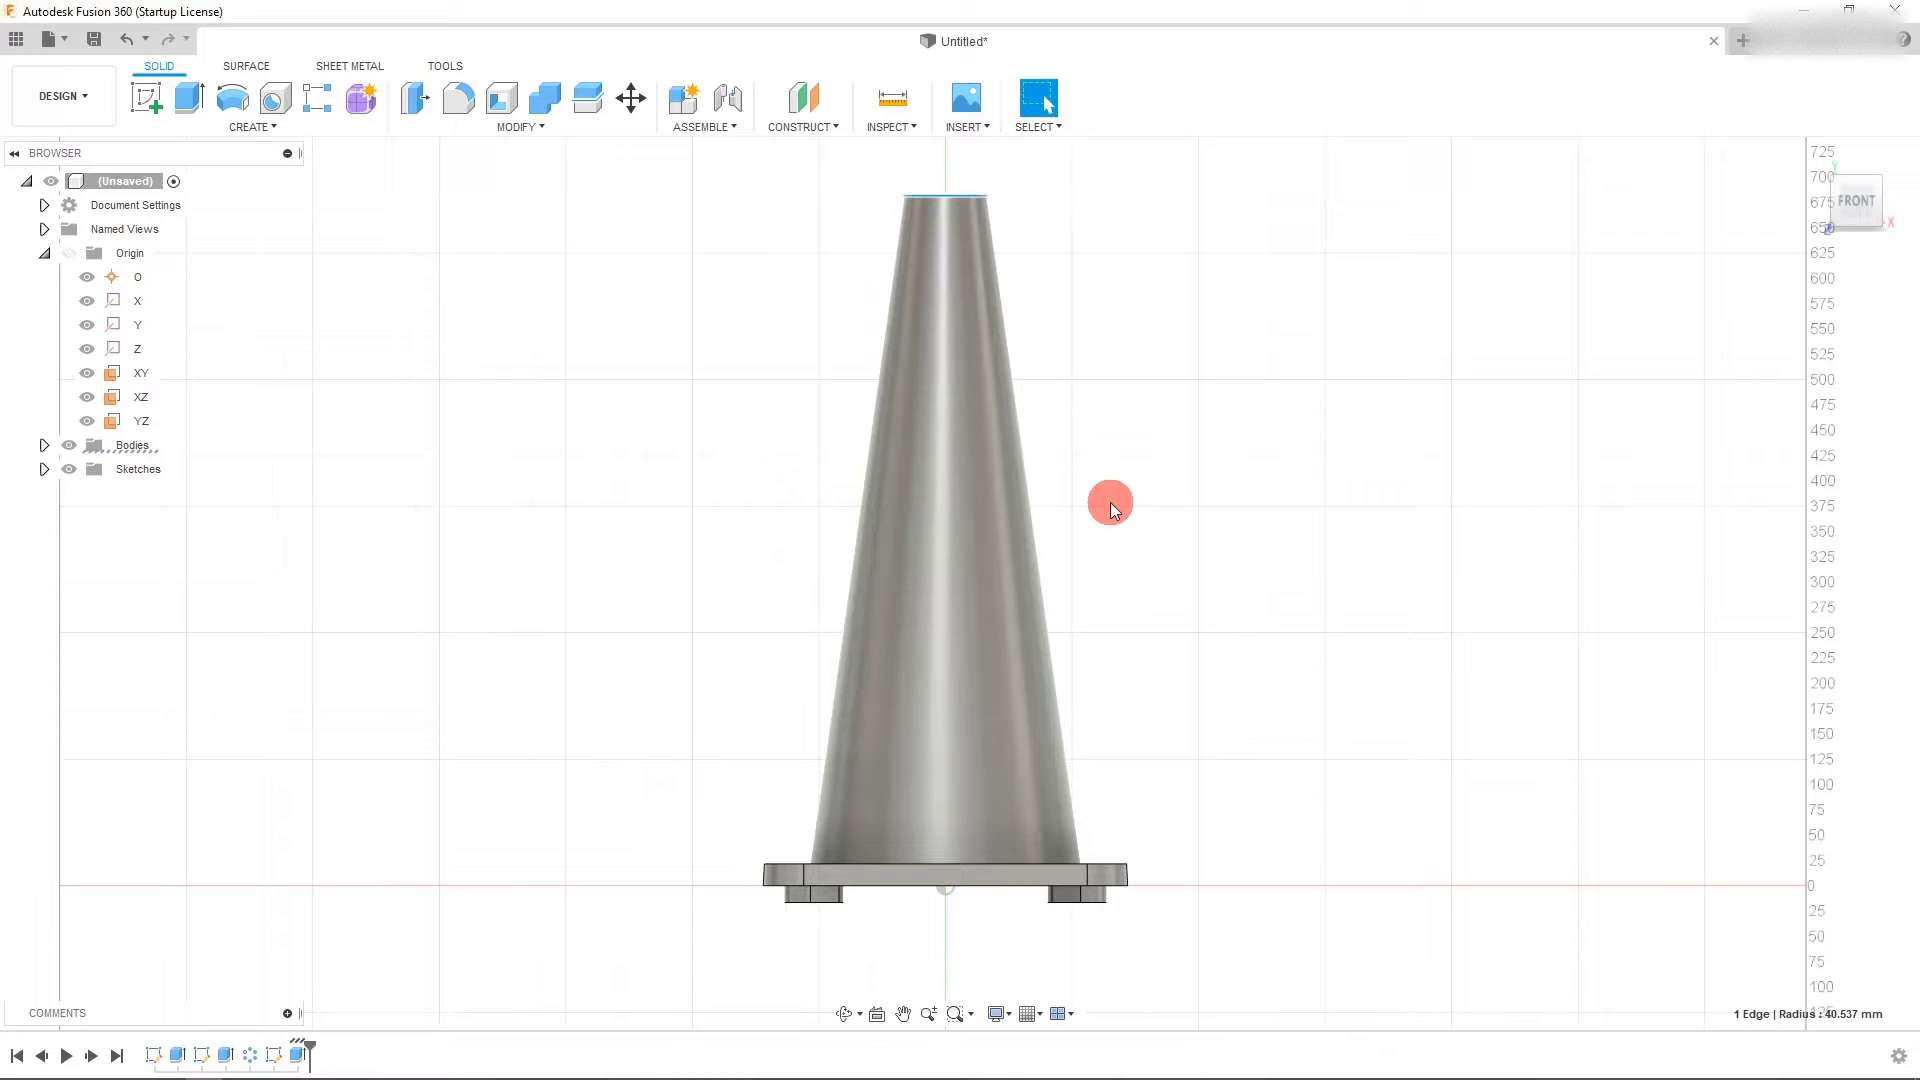 Autodesk Fusion 360 (Startup License)
Untitled*
SOLID SURFACE SHEET METAL TOOLS
DESIGN
CREATE MODIFY ASSEMBLE CONSTRUCT INSPECT INSERT SELECT
BROWSER
(Unsaved)
Document Settings
Named Views
Origin
O
X
Y
Z
XY
XZ
YZ
Bodies
Sketches
725
700
675
650
625
600
575
550
525
500
475
450
425
400
375
350
325
300
275
250
225
200
175
150
125
100
75
50
25
0
25
50
75
100
Y
FRONT
X
COMMENTS
1 Edge | Radius : 40.537 mm